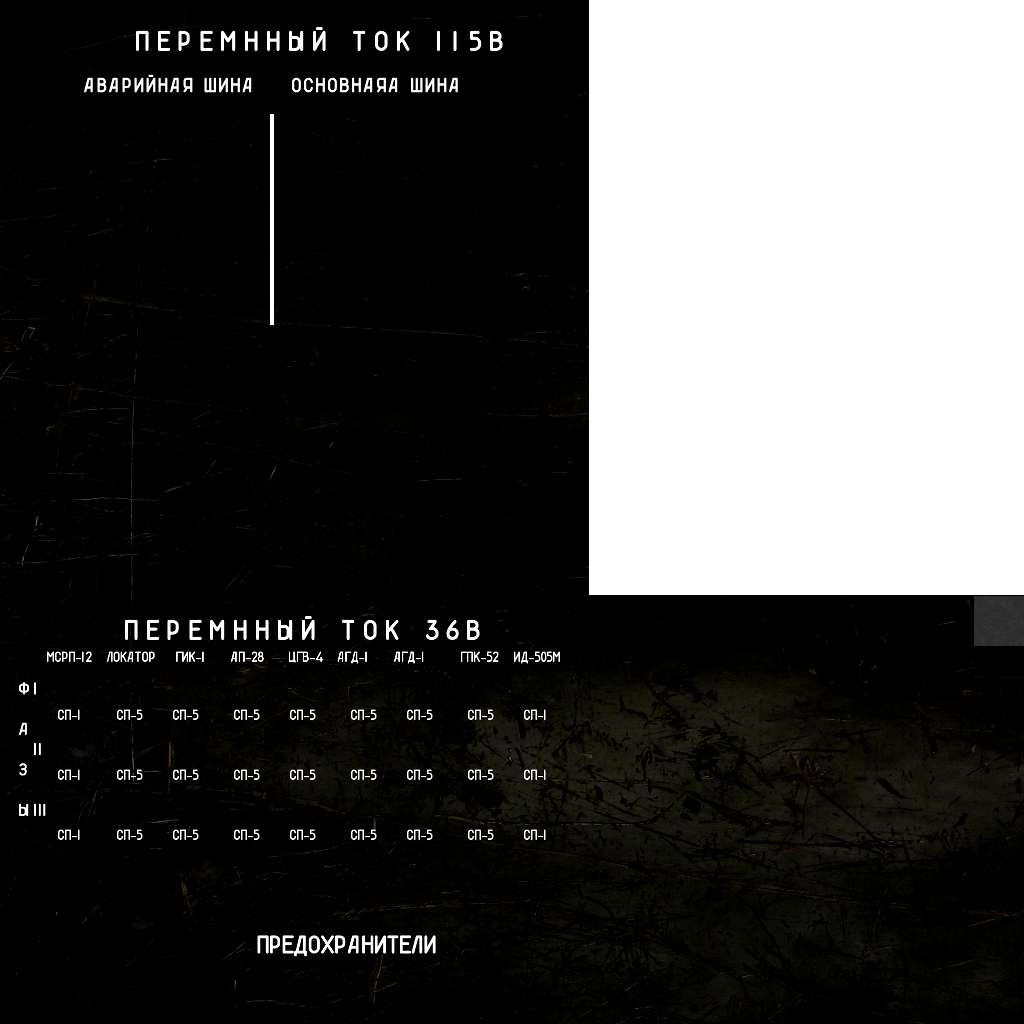 ПЕРЕМННЫЙ ТОК 115В
АВАРИЙНАЯ ШИНА ОСНОВНАЯА ШИНА
ПЕРЕМННЫЙ ТОК 36В
МСРП-12 ЛОКАТОР ГИК-1 АП-28 ЦГВ-4 АГД-1 АГД-1 ГПК-52 ИД-505М
Ф I
СП-1 СП-5 СП-5 СП-5 СП-5 СП-5 СП-5 СП-5 СП-1
А
II
З СП-1 СП-5 СП-5 СП-5 СП-5 СП-5 СП-5 СП-5 СП-1
Ы III
СП-1 СП-5 СП-5 СП-5 СП-5 СП-5 СП-5 СП-5 СП-1
ПРЕДОХРАНИТЕЛИ